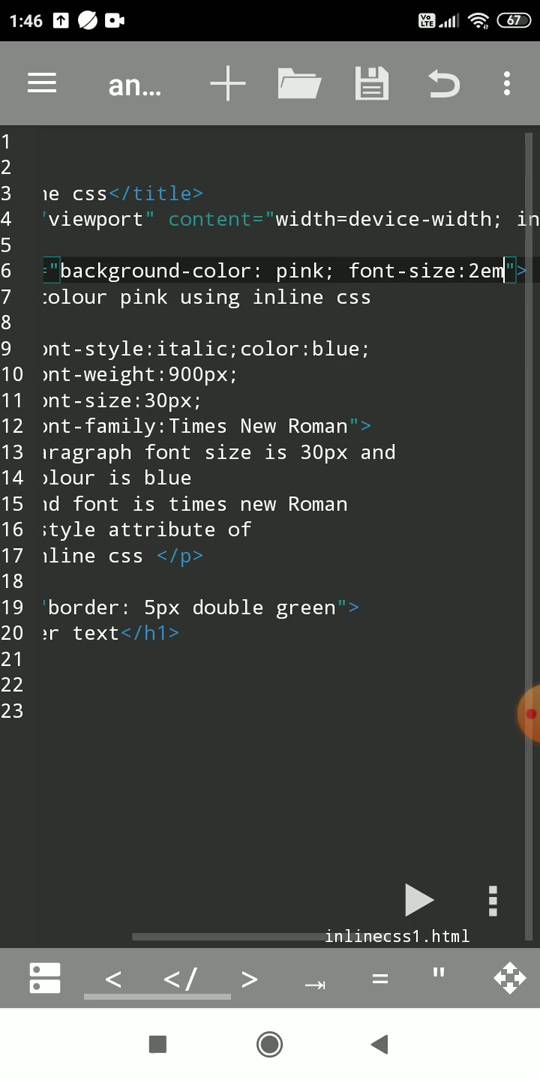 1:46
Vo LTE
67
an...
1
2
3 ne css</title>
4 "viewport" content="width=device-width; in
5
6 ="background-color: pink; font-size:2em">
7 colour pink using inline css
8
9 ont-style:italic;color:blue;
10 ont-weight:900px;
11 ont-size:30px;
12 ont-family:Times New Roman">
13 aragraph font size is 30px and
14 olour is blue
15 nd font is times new Roman
16 style attribute of
17 nline css </p>
18
19 "border: 5px double green">
20 er text</h1>
21
22
23
inlinecss1.html
< </ > = "